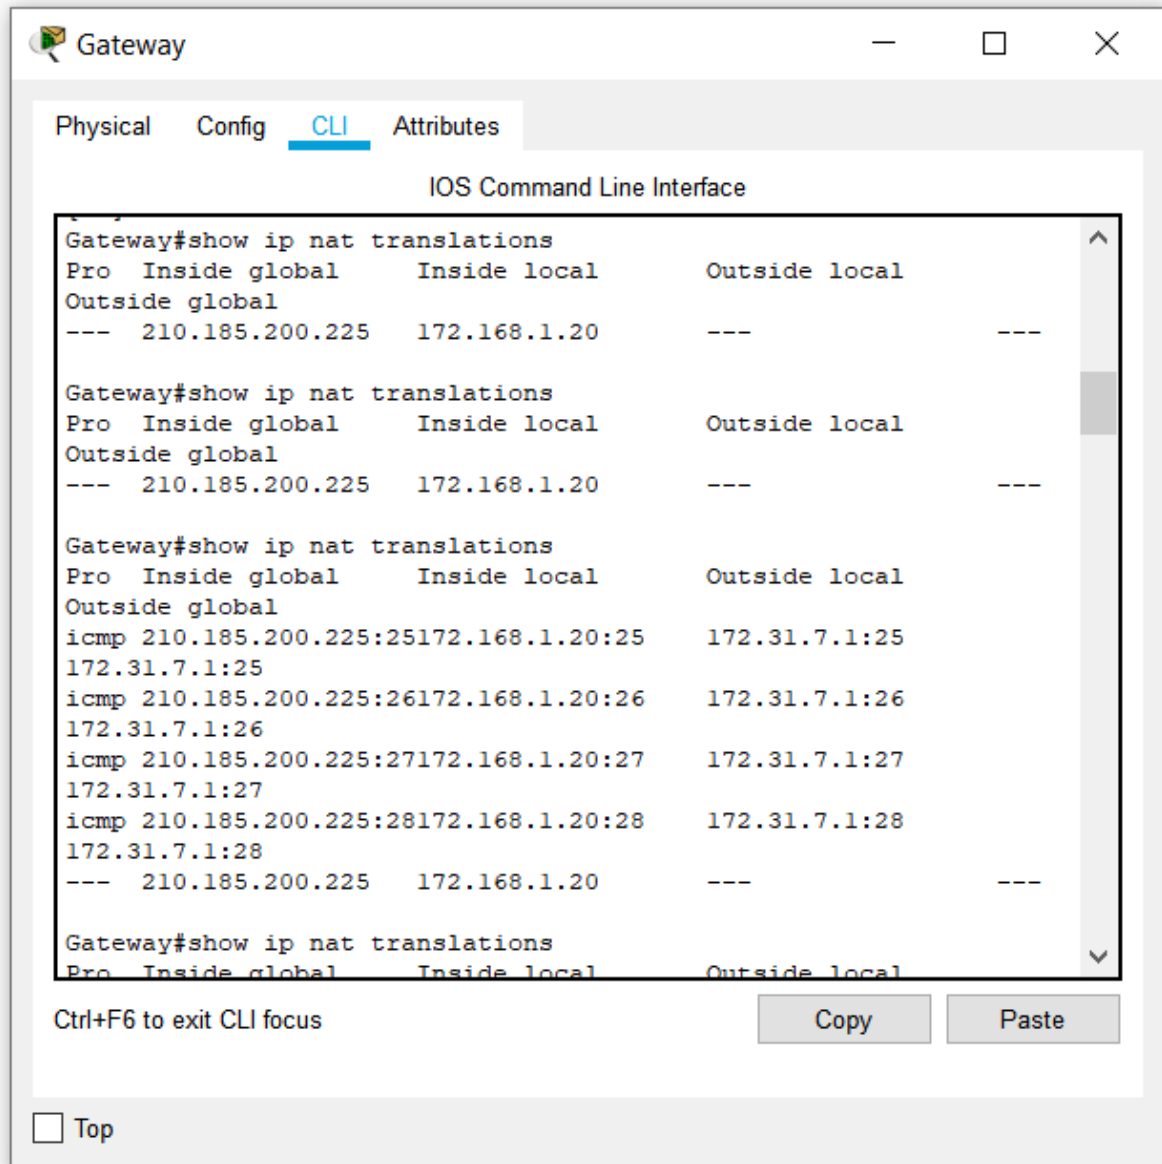 Gateway
Physical Config CLI Attributes
IOS Command Line Interface
Gateway#show ip nat translations
Pro  Inside global     Inside local       Outside local
Outside global
---  210.185.200.225   172.168.1.20       ---                ---
Gateway#show ip nat translations
Pro  Inside global     Inside local       Outside local
Outside global
---  210.185.200.225   172.168.1.20       ---                ---
Gateway#show ip nat translations
Pro  Inside global     Inside local       Outside local
Outside global
icmp 210.185.200.225:25172.168.1.20:25    172.31.7.1:25
172.31.7.1:25
icmp 210.185.200.225:26172.168.1.20:26    172.31.7.1:26
172.31.7.1:26
icmp 210.185.200.225:27172.168.1.20:27    172.31.7.1:27
172.31.7.1:27
icmp 210.185.200.225:28172.168.1.20:28    172.31.7.1:28
172.31.7.1:28
---  210.185.200.225   172.168.1.20       ---                ---
Gateway#show ip nat translations
Pro  Inside global     Inside local       Outside local
Ctrl+F6 to exit CLI focus
Copy
Paste
Top